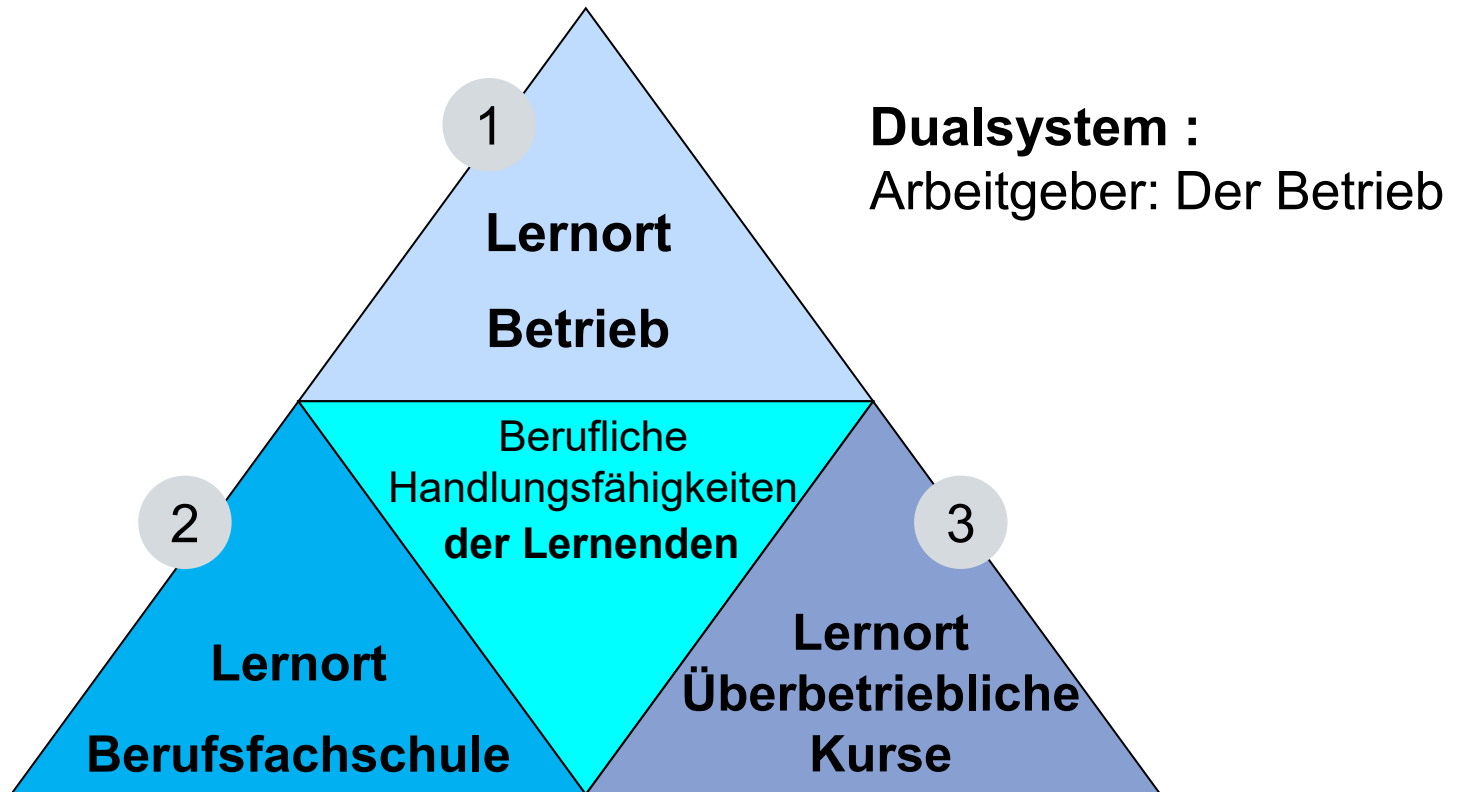 1
Dualsystem :
Arbeitgeber: Der Betrieb
Lernort
Betrieb
Berufliche
Handlungsfähigkeiten
der Lernenden
2
Lernort
Berufsfachschule
3
Lernort
Überbetriebliche
Kurse